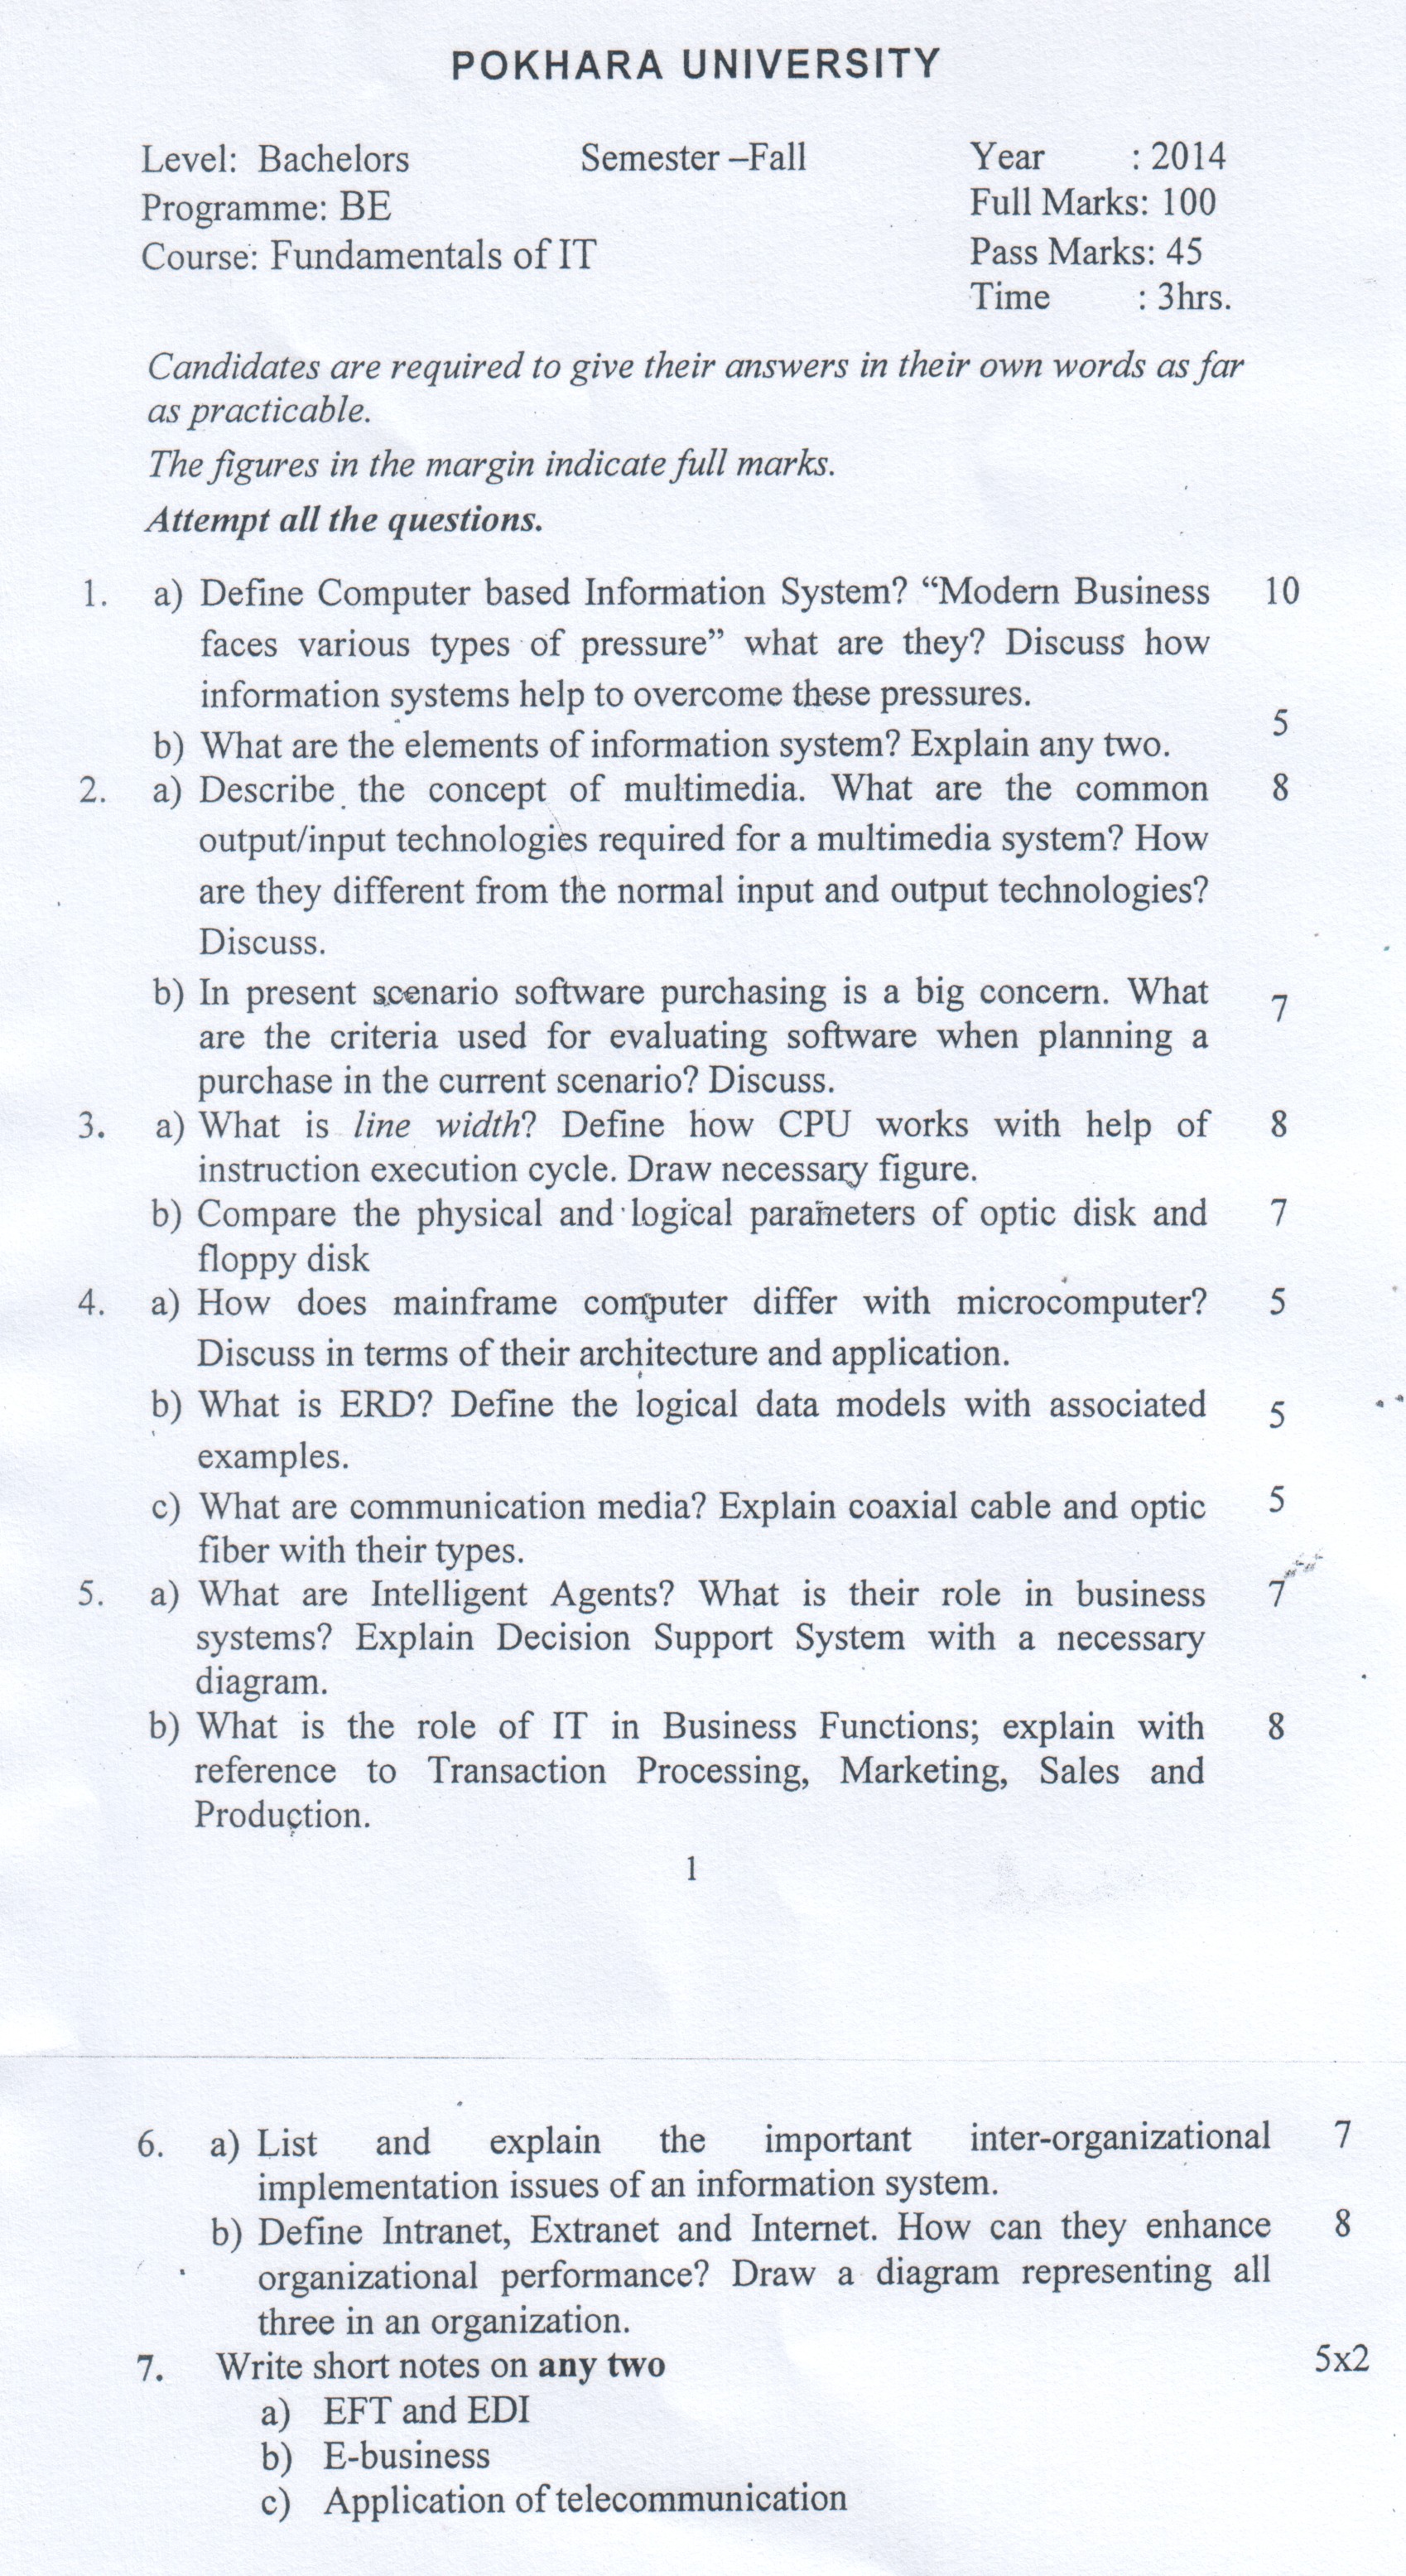 POKHARA UNIVERSITY
Level: Bachelors Semester –Fall Year : 2014
Programme: BE Full Marks: 100
Course: Fundamentals of IT Pass Marks: 45
Time : 3hrs.
Candidates are required to give their answers in their own words as far
as practicable.
The figures in the margin indicate full marks.
Attempt all the questions.
1. a) Define Computer based Information System? “Modern Business 10
faces various types of pressure” what are they? Discuss how
information systems help to overcome these pressures.
b) What are the elements of information system? Explain any two. 5
2. a) Describe the concept of multimedia. What are the common 8
output/input technologies required for a multimedia system? How
are they different from the normal input and output technologies?
Discuss.
b) In present scenario software purchasing is a big concern. What 7
are the criteria used for evaluating software when planning a
purchase in the current scenario? Discuss.
3. a) What is line width? Define how CPU works with help of 8
instruction execution cycle. Draw necessary figure.
b) Compare the physical and logical parameters of optic disk and 7
floppy disk
4. a) How does mainframe computer differ with microcomputer? 5
Discuss in terms of their architecture and application.
b) What is ERD? Define the logical data models with associated 5
examples.
c) What are communication media? Explain coaxial cable and optic 5
fiber with their types.
5. a) What are Intelligent Agents? What is their role in business 7
systems? Explain Decision Support System with a necessary
diagram.
b) What is the role of IT in Business Functions; explain with 8
reference to Transaction Processing, Marketing, Sales and
Production.
1
6. a) List and explain the important inter-organizational 7
implementation issues of an information system.
b) Define Intranet, Extranet and Internet. How can they enhance 8
organizational performance? Draw a diagram representing all
three in an organization.
7. Write short notes on any two 5x2
a) EFT and EDI
b) E-business
c) Application of telecommunication